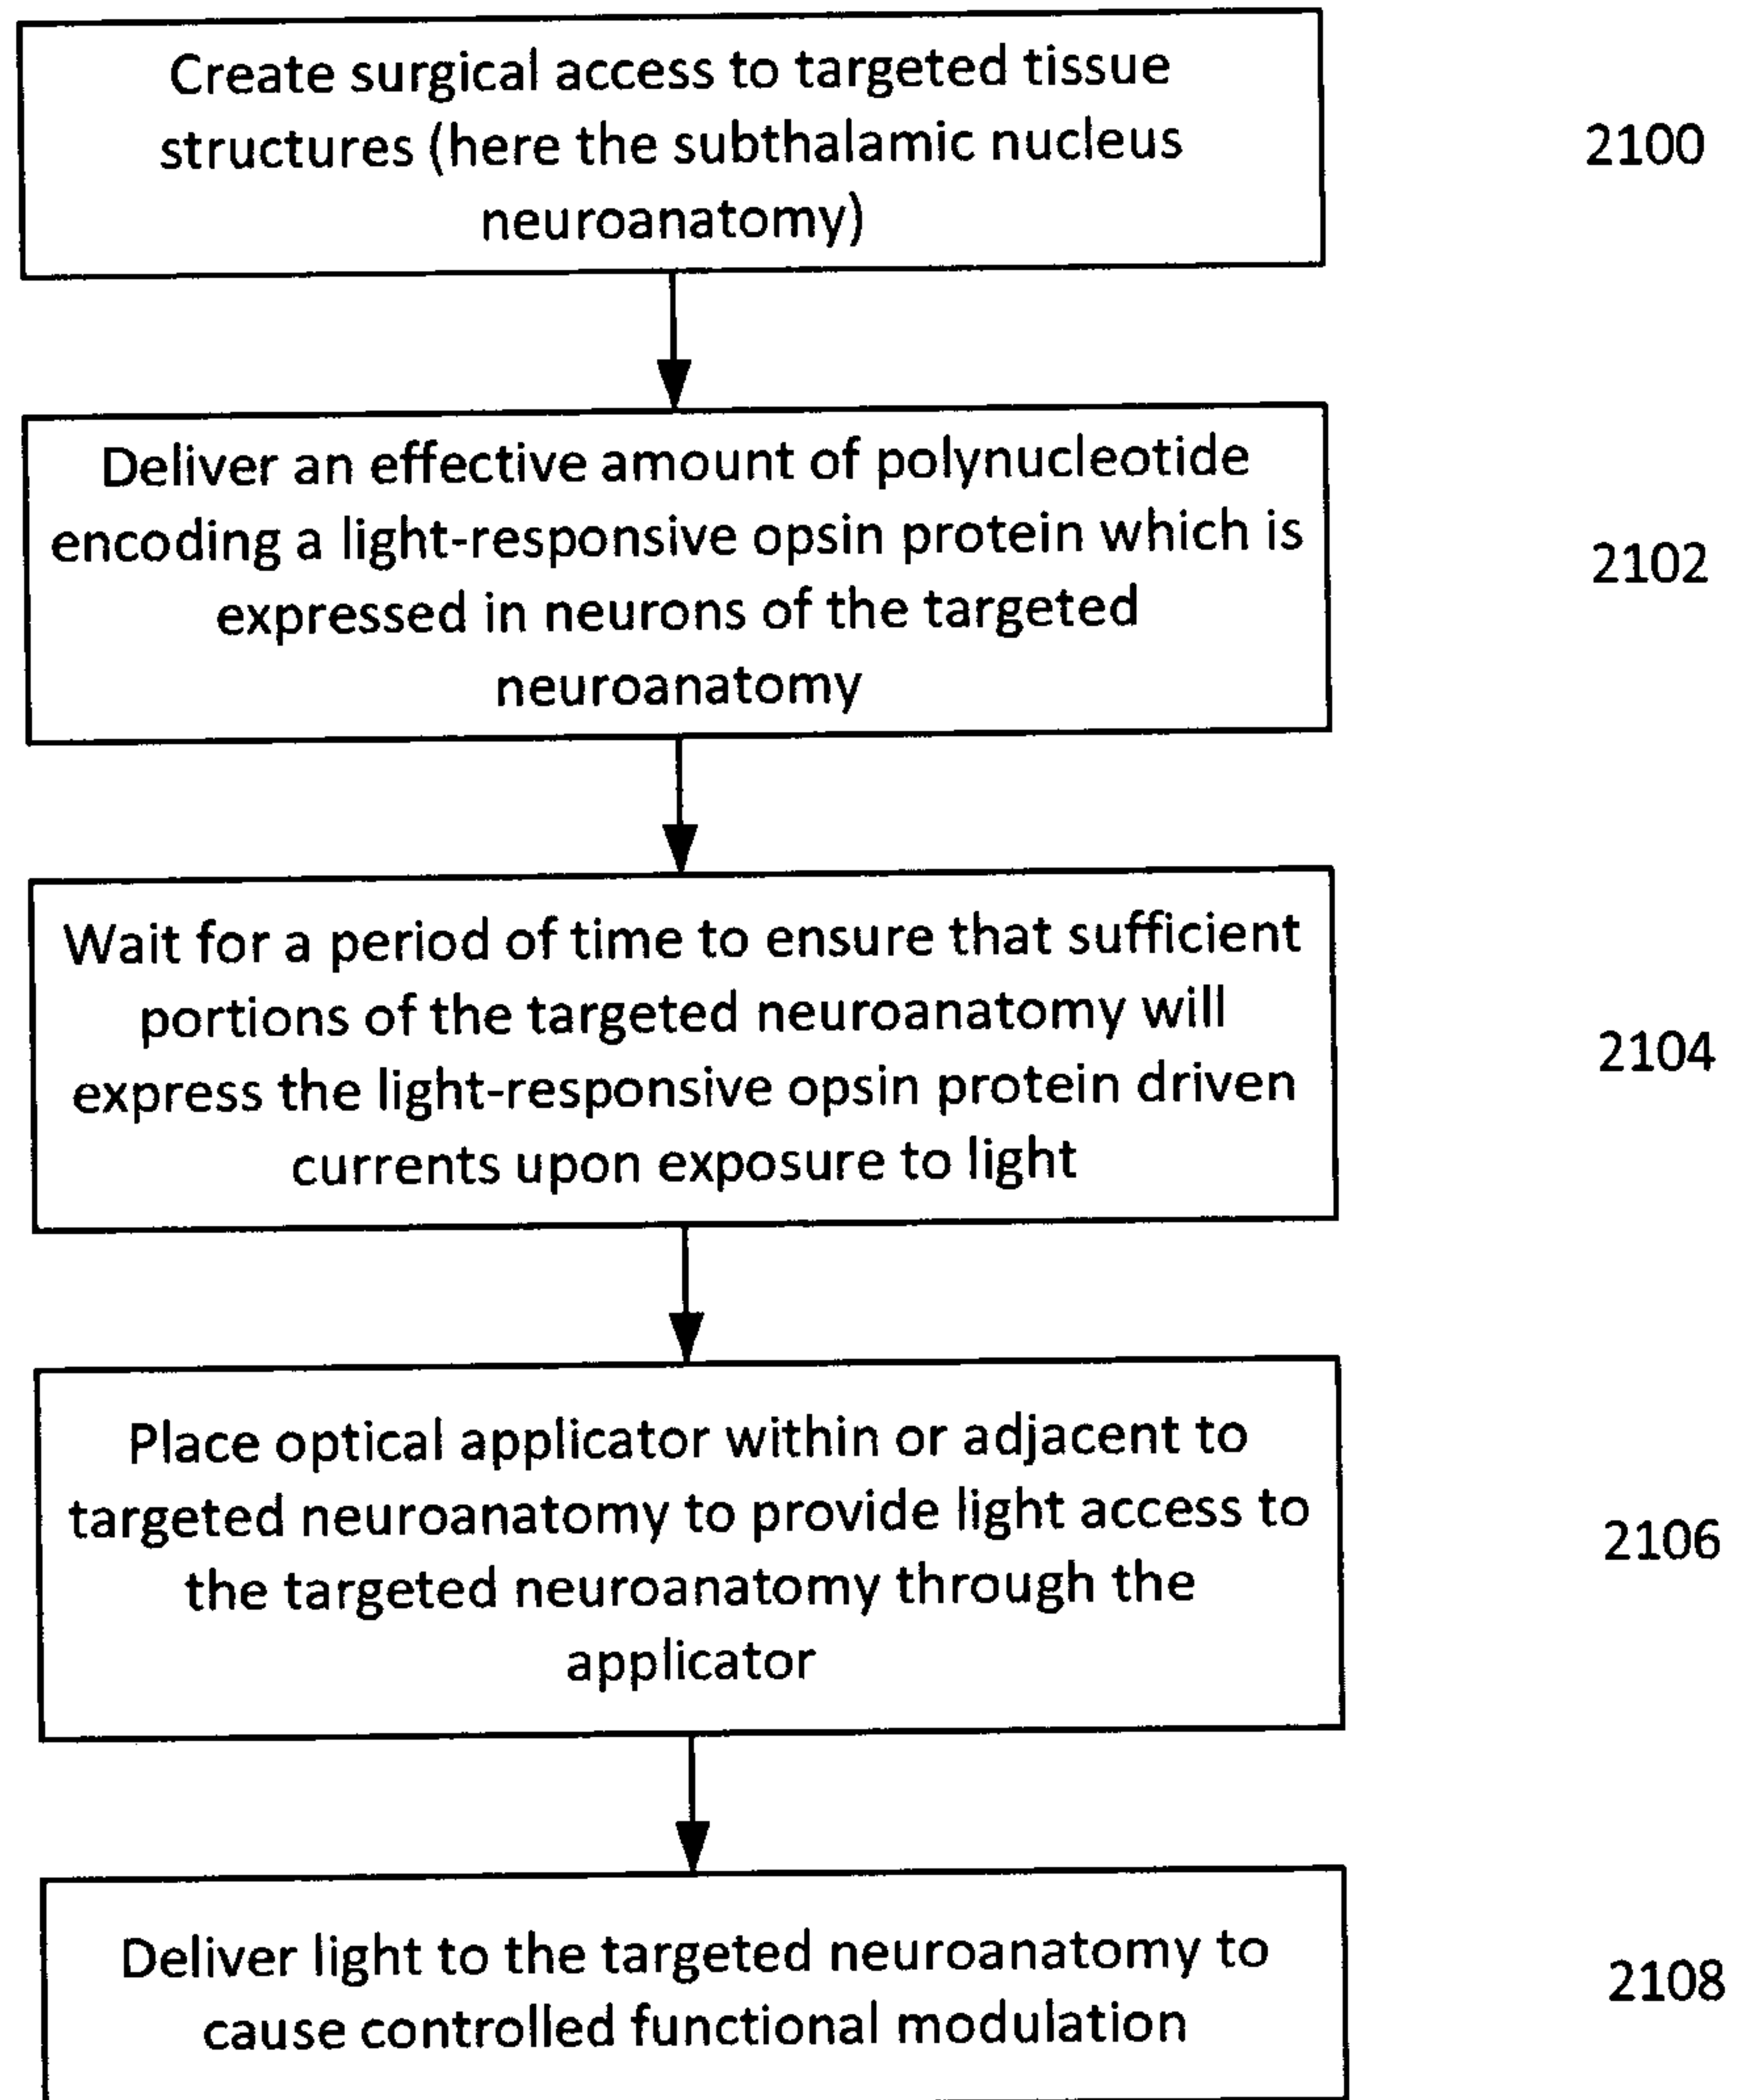 Create surgical access to targeted tissue
structures (here the subthalamic nucleus
neuroanatomy)
2100
Deliver an effective amount of polynucleotide
encoding a light-responsive opsin protein which is
expressed in neurons of the targeted
neuroanatomy
2102
Wait for a period of time to ensure that sufficient
portions of the targeted neuroanatomy will
express the light-responsive opsin protein driven
currents upon exposure to light
2104
Place optical applicator within or adjacent to
targeted neuroanatomy to provide light access to
the targeted neuroanatomy through the
applicator
2106
Deliver light to the targeted neuroanatomy to
cause controlled functional modulation
2108